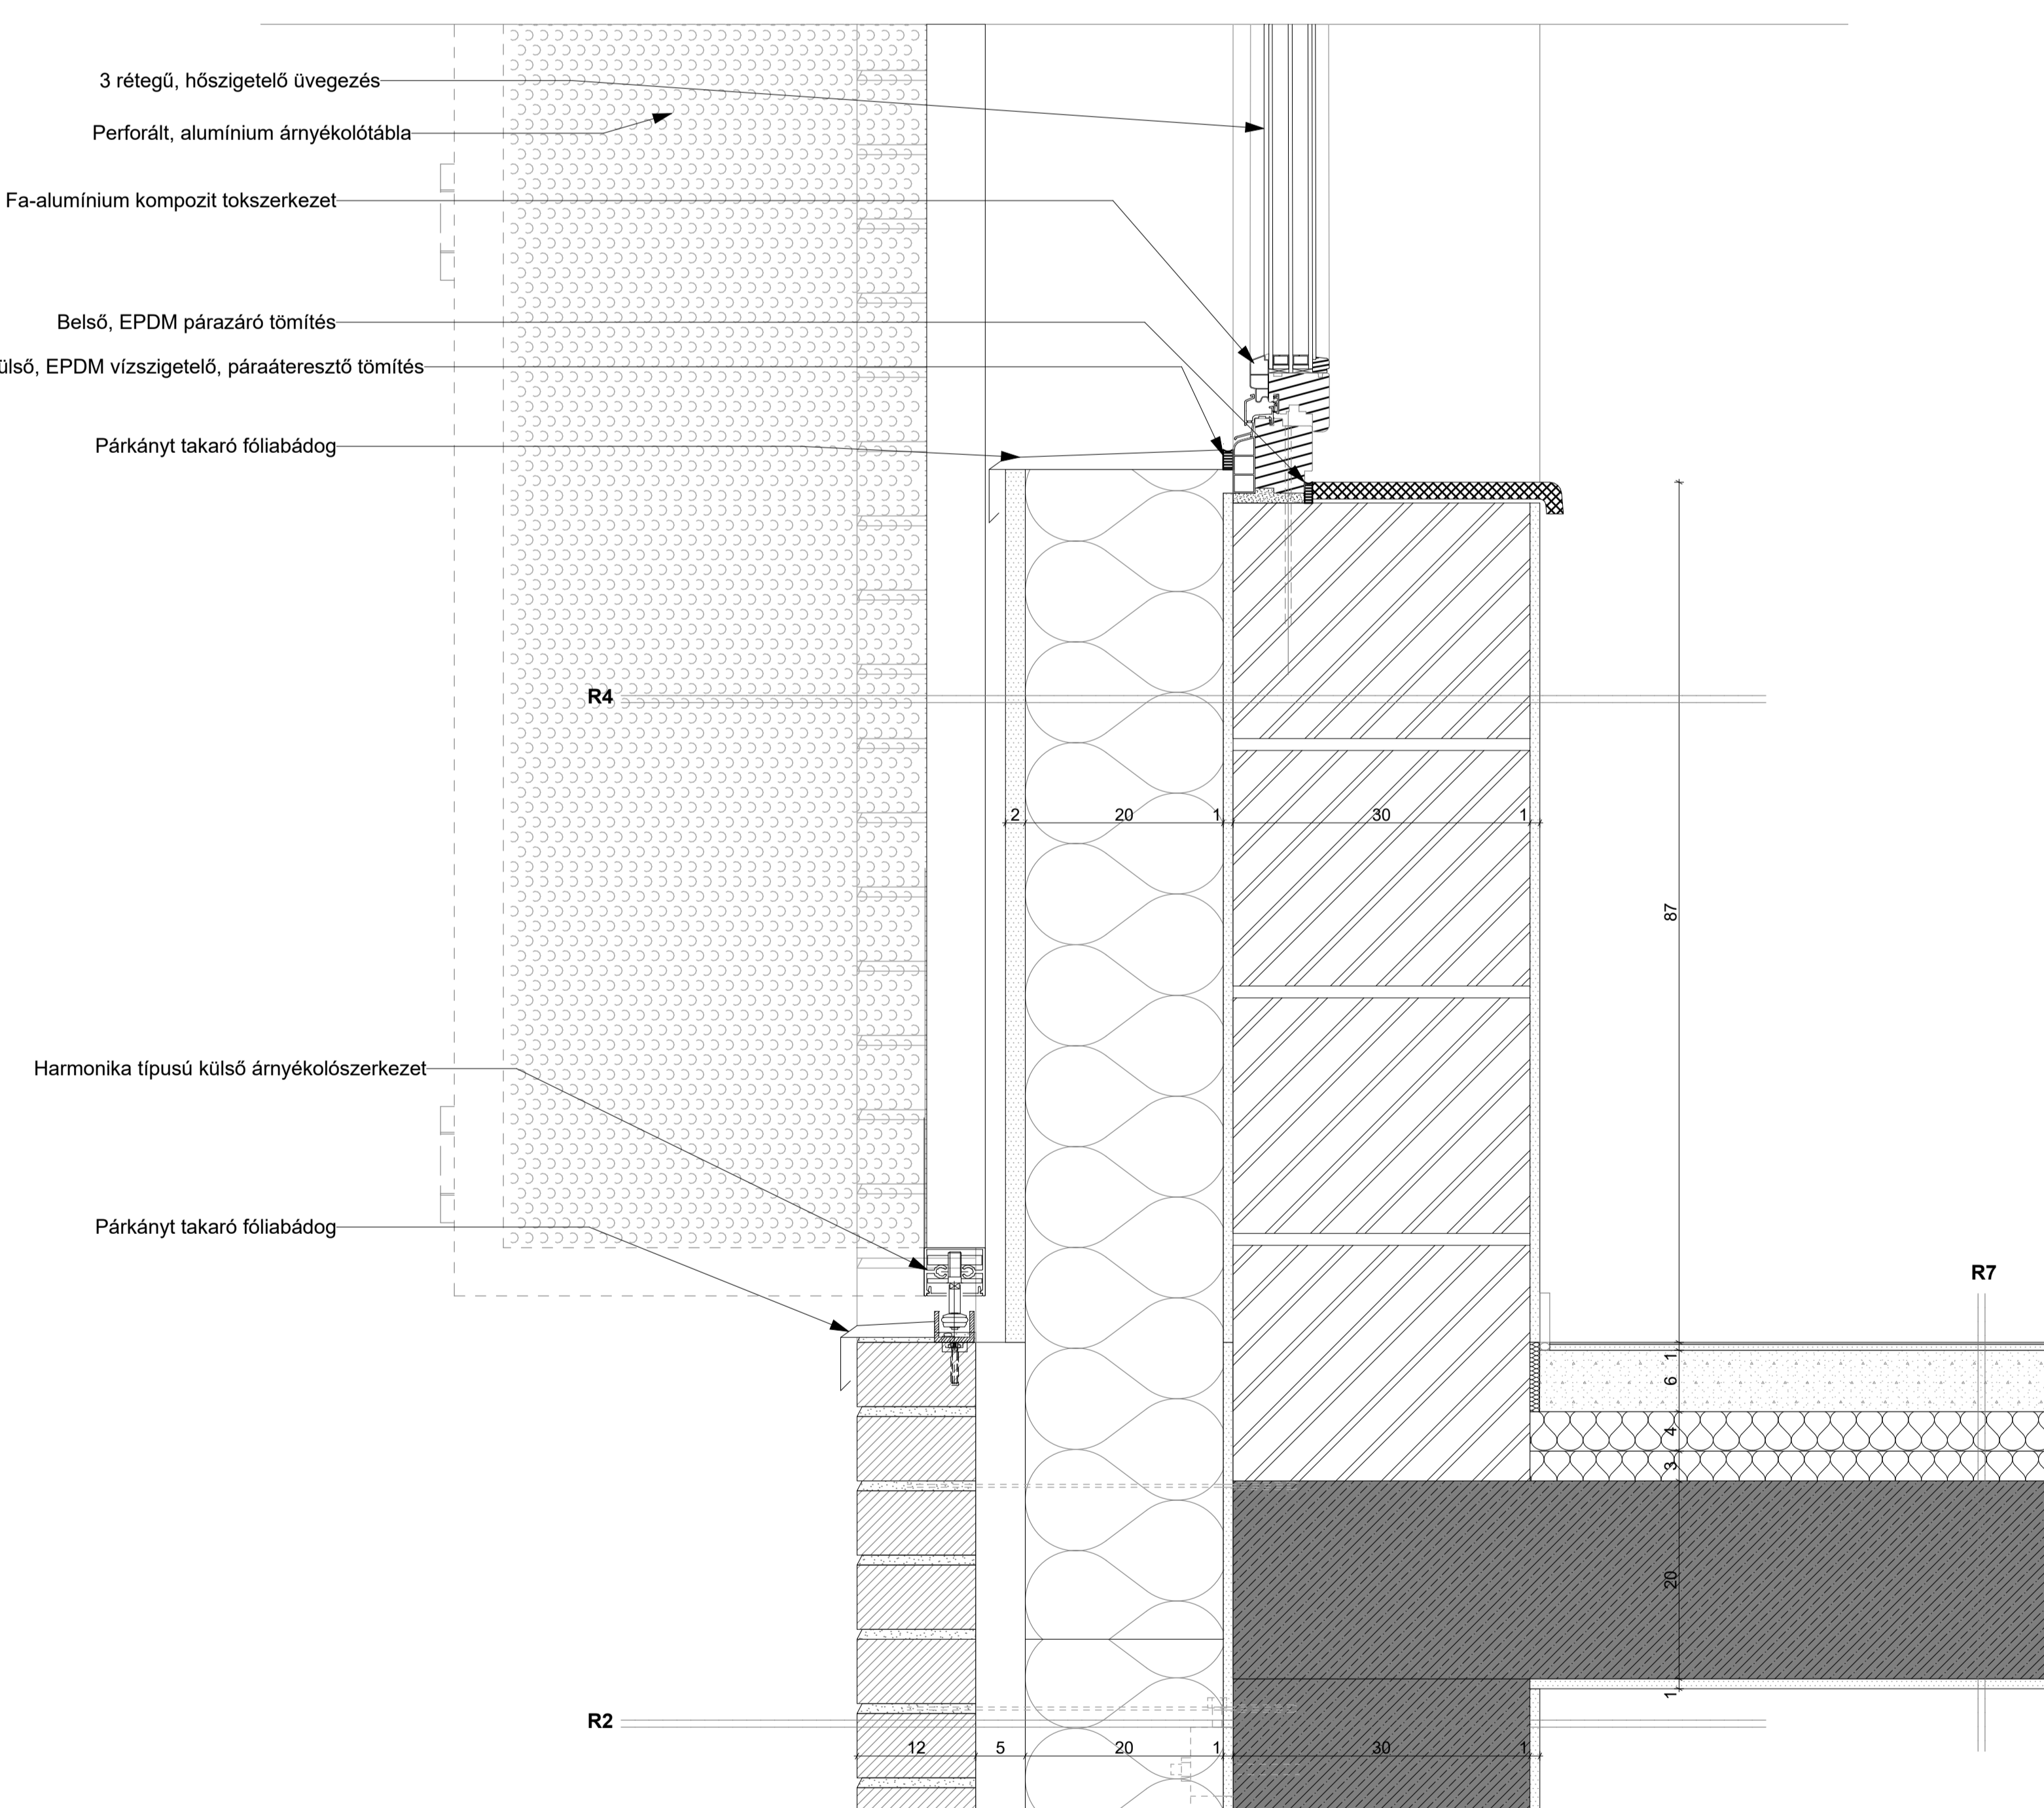 3 rétegű, hőszigetelő üvegezés
Perforált, alumínium árnyékolótábla
Fa-alumínium kompozit tokszerkezet
Belső, EPDM párazáró tömítés
ülső, EPDM vízszigetelő, páraáteresztő tömítés
Párkányt takaró fóliabádog
R4
2 20 1 30 1
87
Harmonika típusú külső árnyékolószerkezet
Párkányt takaró fóliabádog
R7
1
6
4
3
20
1
R2
12 5 20 1 30 1